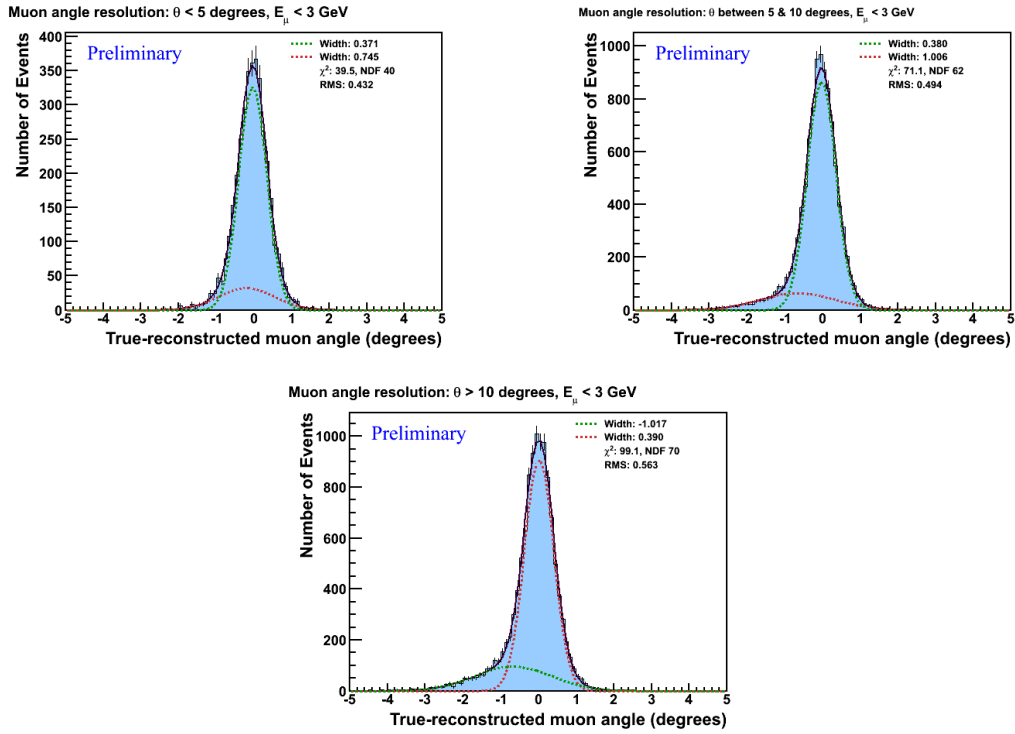 Muon angle resolution: θ < 5 degrees, E_μ < 3 GeV
Number of Events
400
350
300
250
200
150
100
50
0
Preliminary
Width: 0.371
Width: 0.745
χ²: 39.5, NDF 40
RMS: 0.432
-5 -4 -3 -2 -1 0 1 2 3 4 5
True-reconstructed muon angle (degrees)
Muon angle resolution: θ between 5 & 10 degrees, E_μ < 3 GeV
Number of Events
1000
800
600
400
200
0
Preliminary
Width: 0.380
Width: 1.006
χ²: 71.1, NDF 62
RMS: 0.494
-5 -4 -3 -2 -1 0 1 2 3 4 5
True-reconstructed muon angle (degrees)
Muon angle resolution: θ > 10 degrees, E_μ < 3 GeV
Number of Events
1000
800
600
400
200
0
Preliminary
Width: -1.017
Width: 0.390
χ²: 99.1, NDF 70
RMS: 0.563
-5 -4 -3 -2 -1 0 1 2 3 4 5
True-reconstructed muon angle (degrees)